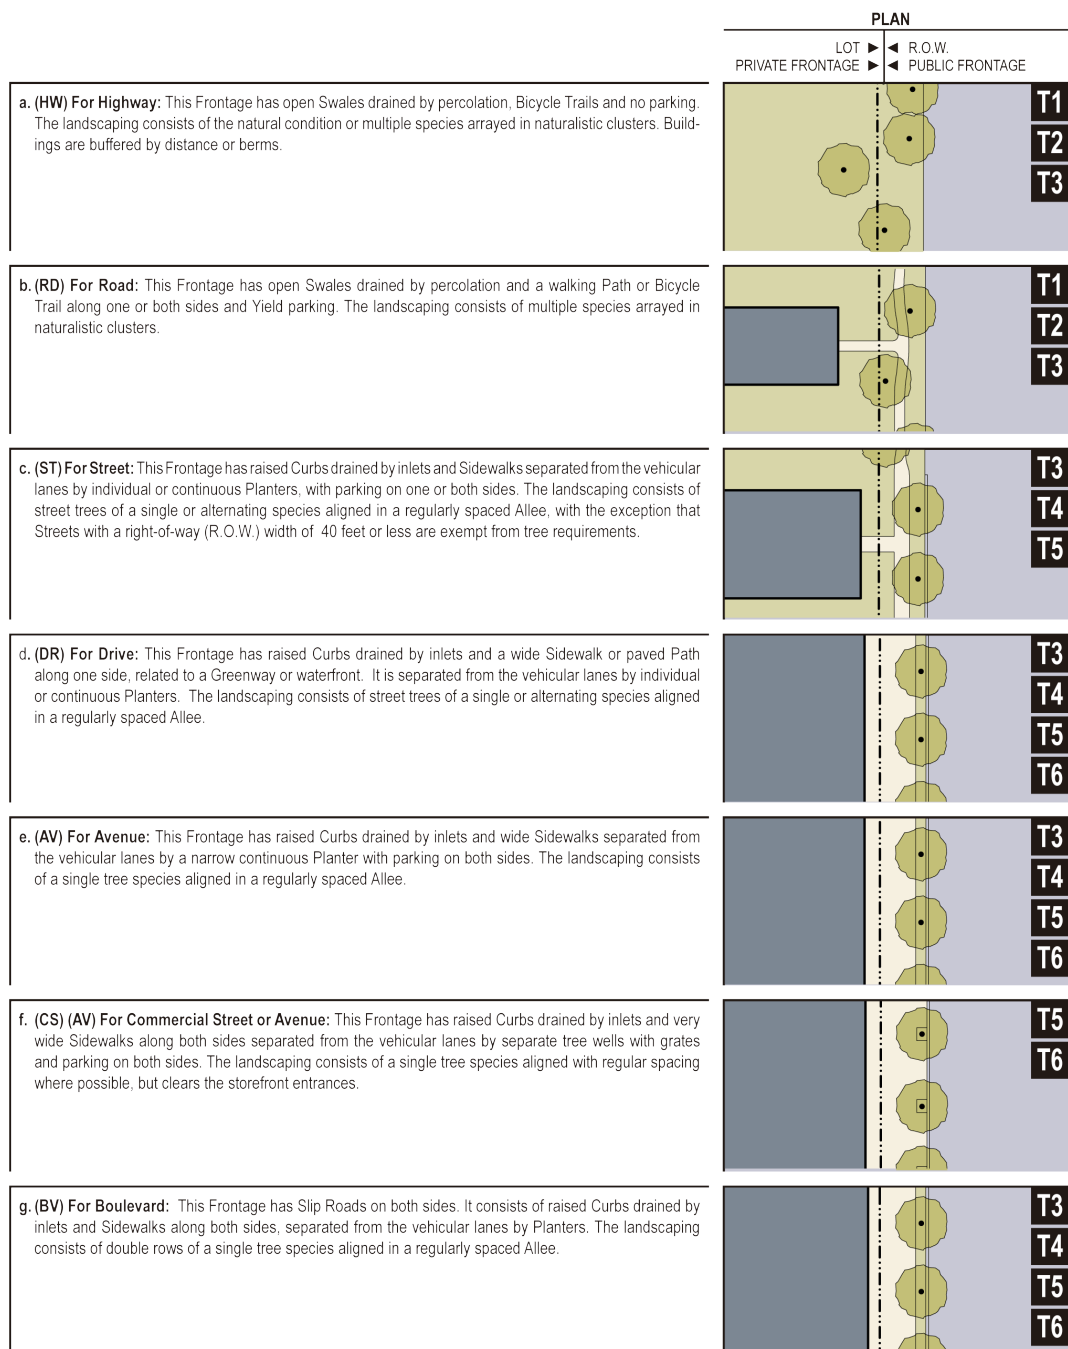 PLAN
LOT ▶ ◀ R.O.W.
PRIVATE FRONTAGE ▶ ◀ PUBLIC FRONTAGE
a. (HW) For Highway: This Frontage has open Swales drained by percolation, Bicycle Trails and no parking.
The landscaping consists of the natural condition or multiple species arrayed in naturalistic clusters. Build-
ings are buffered by distance or berms.
T1
T2
T3
b. (RD) For Road: This Frontage has open Swales drained by percolation and a walking Path or Bicycle
Trail along one or both sides and Yield parking. The landscaping consists of multiple species arrayed in
naturalistic clusters.
T1
T2
T3
c. (ST) For Street: This Frontage has raised Curbs drained by inlets and Sidewalks separated from the vehicular
lanes by individual or continuous Planters, with parking on one or both sides. The landscaping consists of
street trees of a single or alternating species aligned in a regularly spaced Allee, with the exception that
Streets with a right-of-way (R.O.W.) width of 40 feet or less are exempt from tree requirements.
T3
T4
T5
d. (DR) For Drive: This Frontage has raised Curbs drained by inlets and a wide Sidewalk or paved Path
along one side, related to a Greenway or waterfront. It is separated from the vehicular lanes by individual
or continuous Planters. The landscaping consists of street trees of a single or alternating species aligned
in a regularly spaced Allee.
T3
T4
T5
T6
e. (AV) For Avenue: This Frontage has raised Curbs drained by inlets and wide Sidewalks separated from
the vehicular lanes by a narrow continuous Planter with parking on both sides. The landscaping consists
of a single tree species aligned in a regularly spaced Allee.
T3
T4
T5
T6
f. (CS) (AV) For Commercial Street or Avenue: This Frontage has raised Curbs drained by inlets and very
wide Sidewalks along both sides separated from the vehicular lanes by separate tree wells with grates
and parking on both sides. The landscaping consists of a single tree species aligned with regular spacing
where possible, but clears the storefront entrances.
T5
T6
g. (BV) For Boulevard: This Frontage has Slip Roads on both sides. It consists of raised Curbs drained by
inlets and Sidewalks along both sides, separated from the vehicular lanes by Planters. The landscaping
consists of double rows of a single tree species aligned in a regularly spaced Allee.
T3
T4
T5
T6